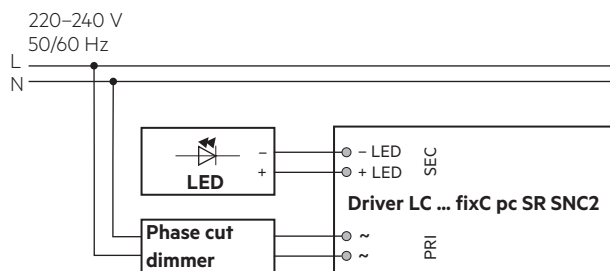 220–240 V
50/60 Hz
L
N
LED
–
+
– LED
+ LED
SEC
Driver LC ... fixC pc SR SNC2
Phase cut
dimmer
~
~
PRI